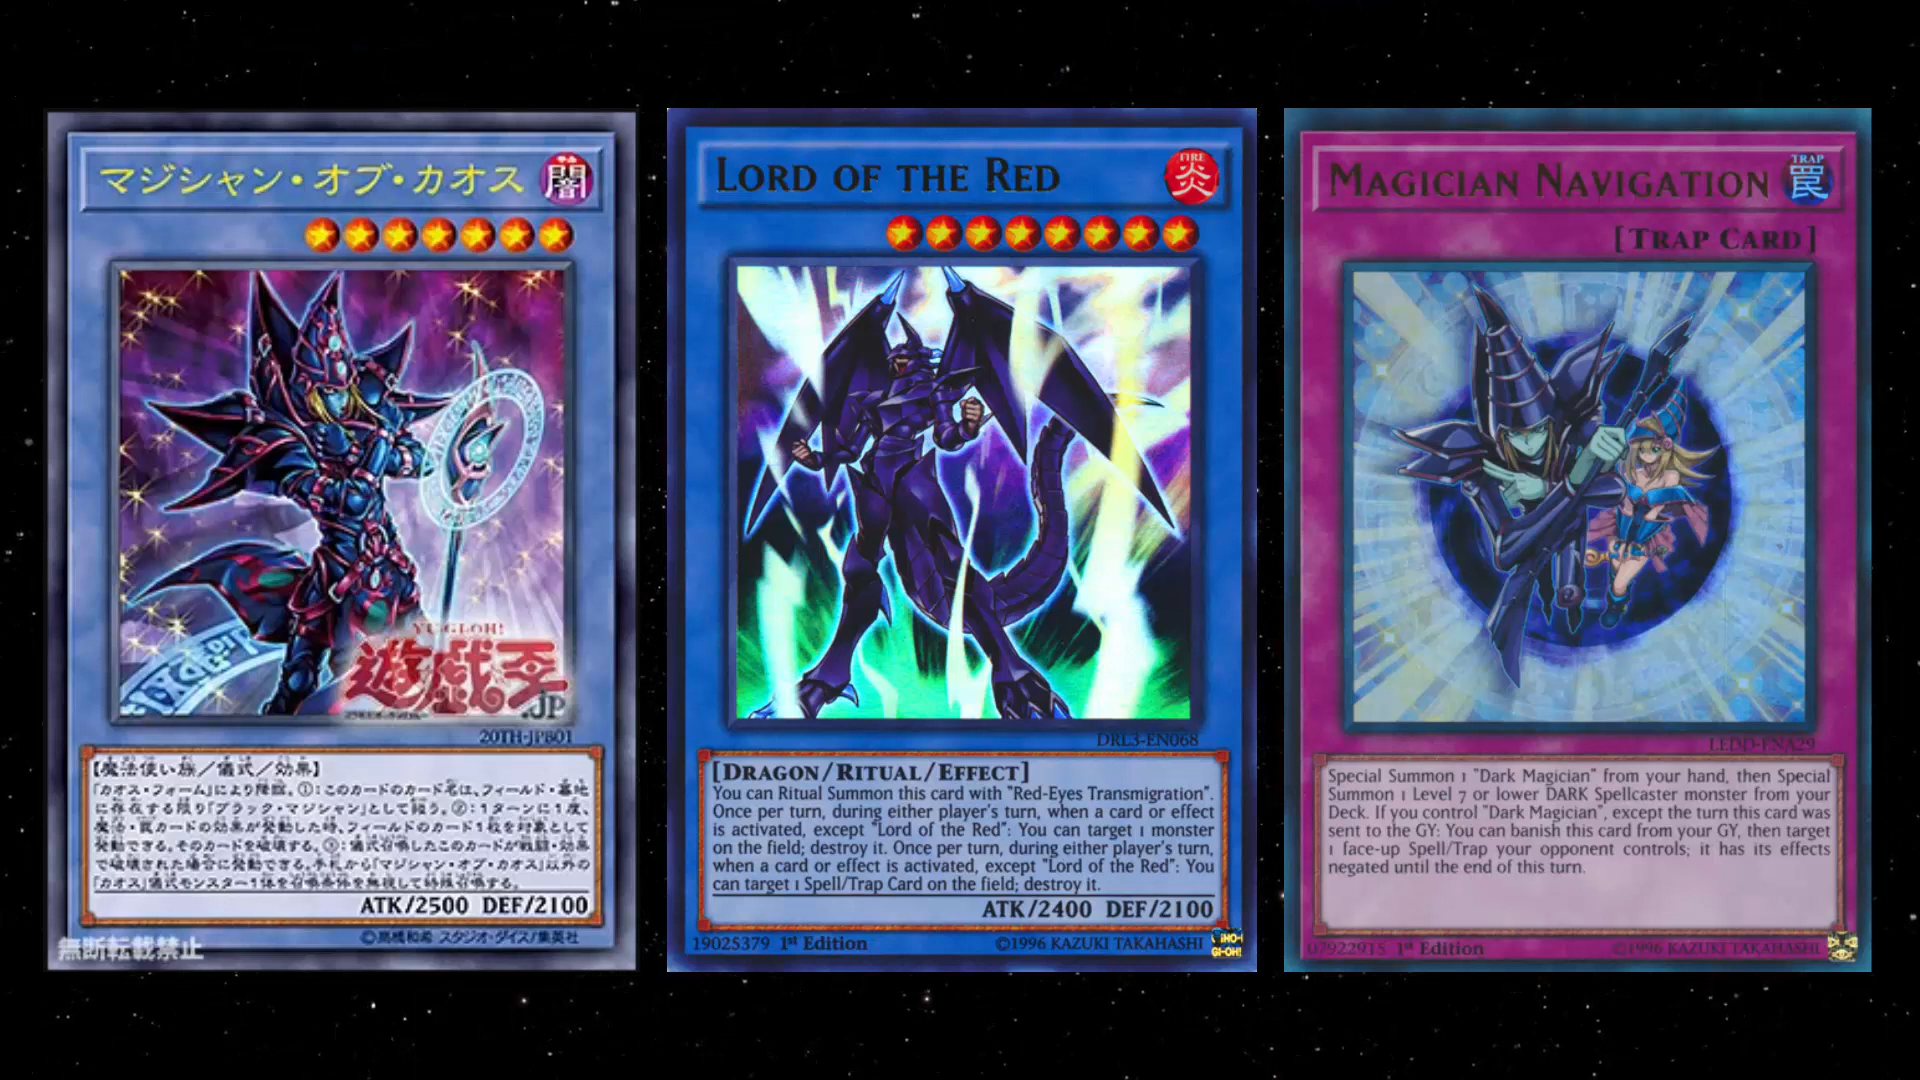 マジシャン・オブ・カオス
闇
YU-GI-OH!
遊戯王
.JP
20TH-JPB01
【魔法使い族／儀式／効果】
「カオス・フォーム」により降臨。①：このカードのカード名は、フィールド・墓地
に存在する限り「ブラック・マジシャン」として扱う。②：1ターンに1度、
魔法・罠カードの効果が発動した時、フィールドのカード1枚を対象として
発動できる。そのカードを破壊する。③：儀式召喚したこのカードが戦闘・効果
で破壊された場合に発動できる。手札から「マジシャン・オブ・カオス」以外の
「カオス」儀式モンスター1体を召喚条件を無視して特殊召喚する。
ATK/2500 DEF/2100
©高橋和希 スタジオ・ダイス/集英社
無断転載禁止
LORD OF THE RED
FIRE
炎
DRL3-EN068
[DRAGON/RITUAL/EFFECT]
You can Ritual Summon this card with "Red-Eyes Transmigration".
Once per turn, during either player's turn, when a card or effect
is activated, except "Lord of the Red": You can target 1 monster
on the field; destroy it. Once per turn, during either player's turn,
when a card or effect is activated, except "Lord of the Red": You
can target 1 Spell/Trap Card on the field; destroy it.
ATK/2400 DEF/2100
19025379 1st Edition
©1996 KAZUKI TAKAHASHI
MAGICIAN NAVIGATION
TRAP
罠
[TRAP CARD]
LEDD-ENA29
Special Summon 1 "Dark Magician" from your hand, then Special
Summon 1 Level 7 or lower DARK Spellcaster monster from your
Deck. If you control "Dark Magician", except the turn this card was
sent to the GY: You can banish this card from your GY, then target
1 face-up Spell/Trap your opponent controls; it has its effects
negated until the end of this turn.
07922915 1st Edition
©1996 KAZUKI TAKAHASHI